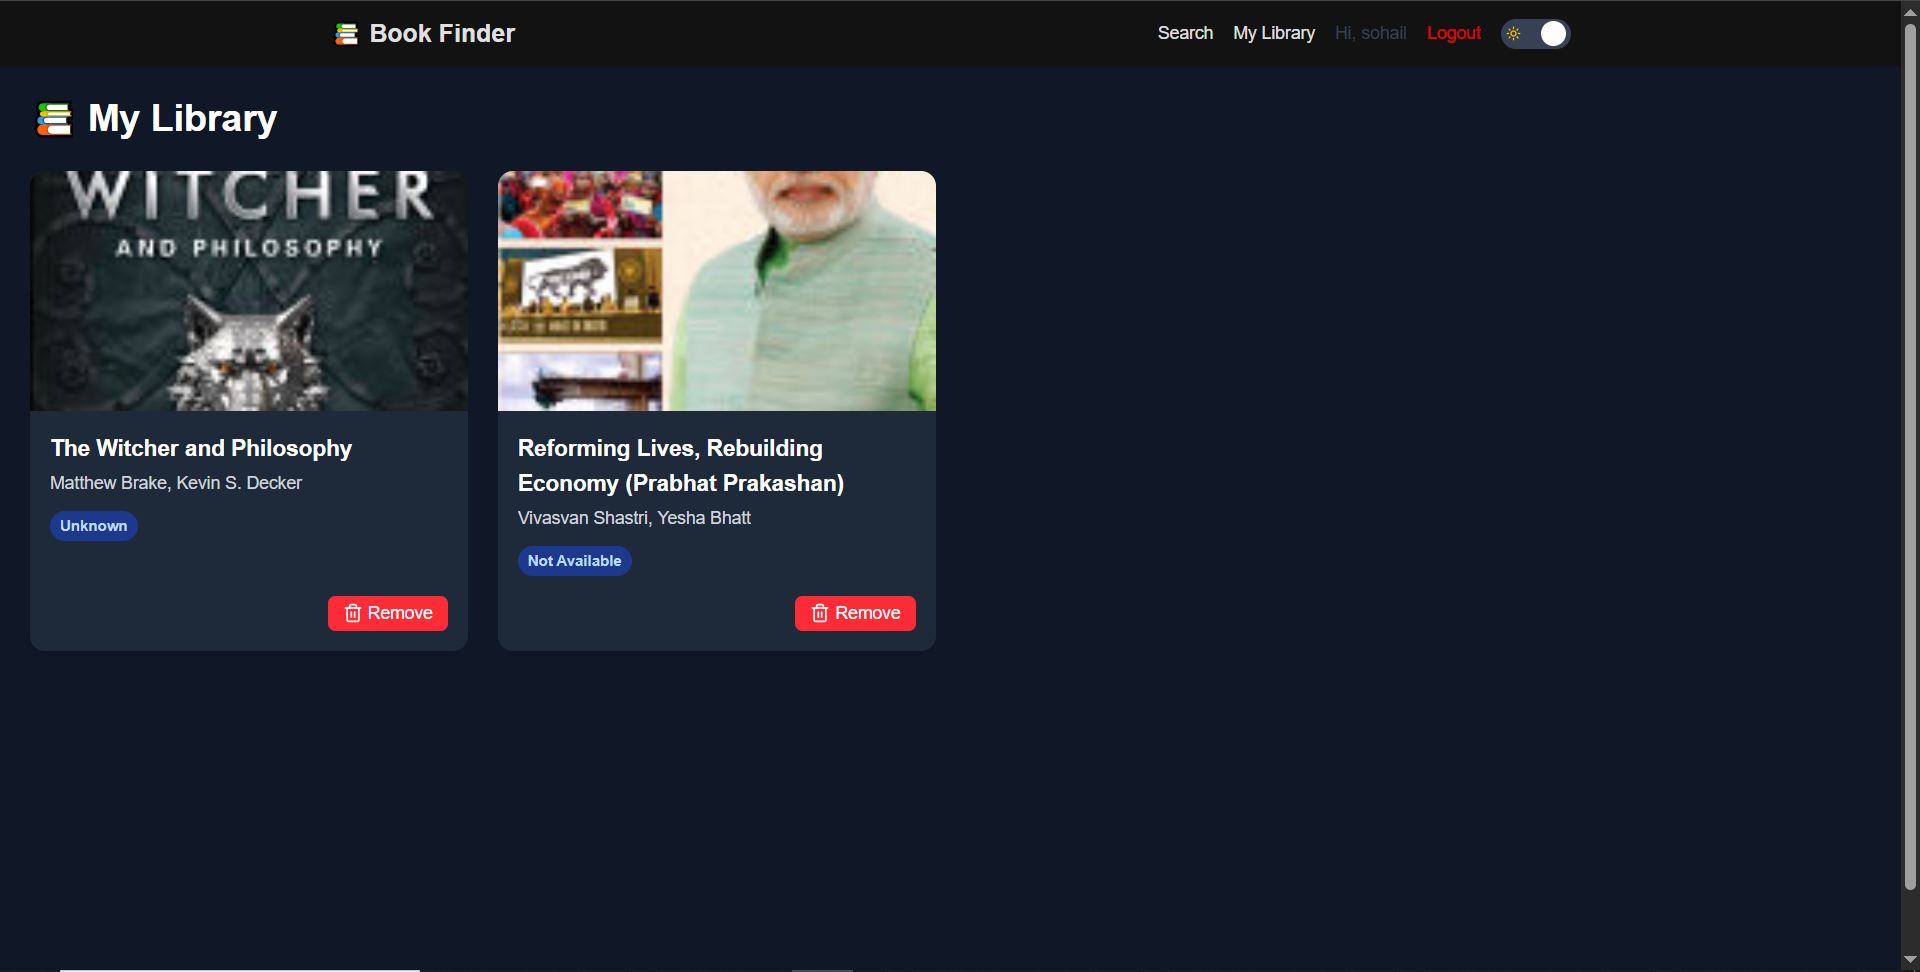 Book Finder
Search
My Library
Hi, sohail
Logout
My Library
WITCHER
AND PHILOSOPHY
The Witcher and Philosophy
Matthew Brake, Kevin S. Decker
Unknown
Remove
Reforming Lives, Rebuilding
Economy (Prabhat Prakashan)
Vivasvan Shastri, Yesha Bhatt
Not Available
Remove